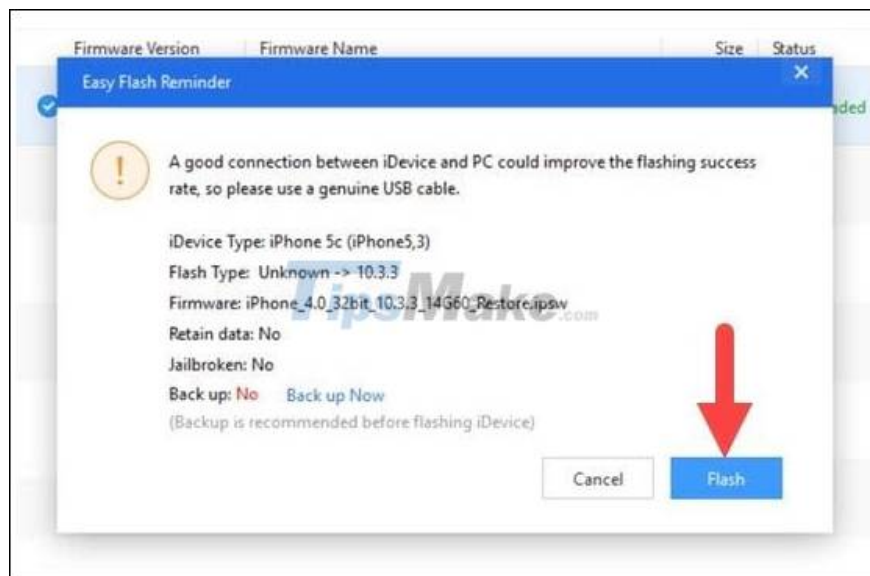 Firmware Version Firmware Name Size Status
Easy Flash Reminder
aded
A good connection between iDevice and PC could improve the flashing success
rate, so please use a genuine USB cable.
iDevice Type: iPhone 5c (iPhone5,3)
Flash Type: Unknown -> 10.3.3
Firmware: iPhone_4.0_32bit_10.3.3_14G60_Restore.ipsw
TipsMake.com
Retain data: No
Jailbroken: No
Back up: No Back up Now
(Backup is recommended before flashing iDevice)
Cancel Flash